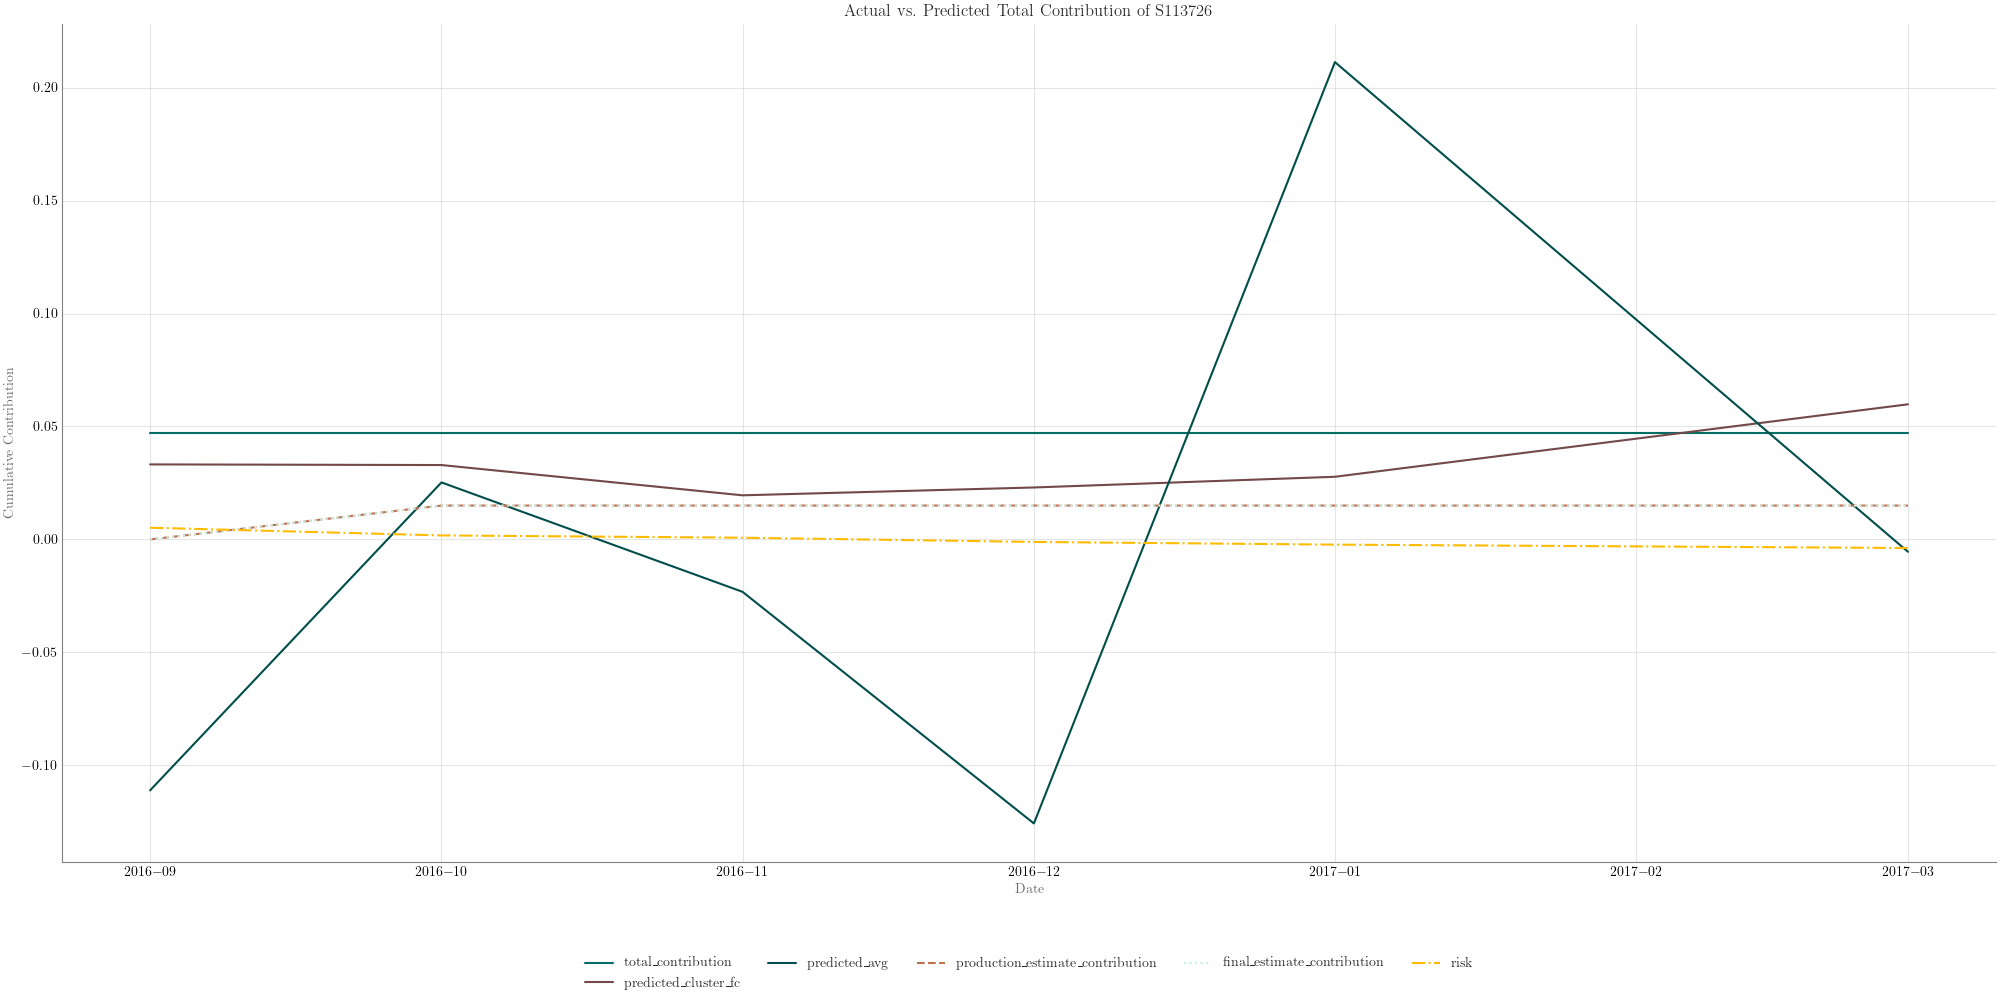 Actual vs. Predicted Total Contribution of S113726
Cumulative Contribution
0.20
0.15
0.10
0.05
0.00
−0.05
−0.10
2016−09 2016−10 2016−11 2016−12 2017−01 2017−02 2017−03
Date
total_contribution predicted_avg production_estimate_contribution final_estimate_contribution risk
predicted_cluster_fc